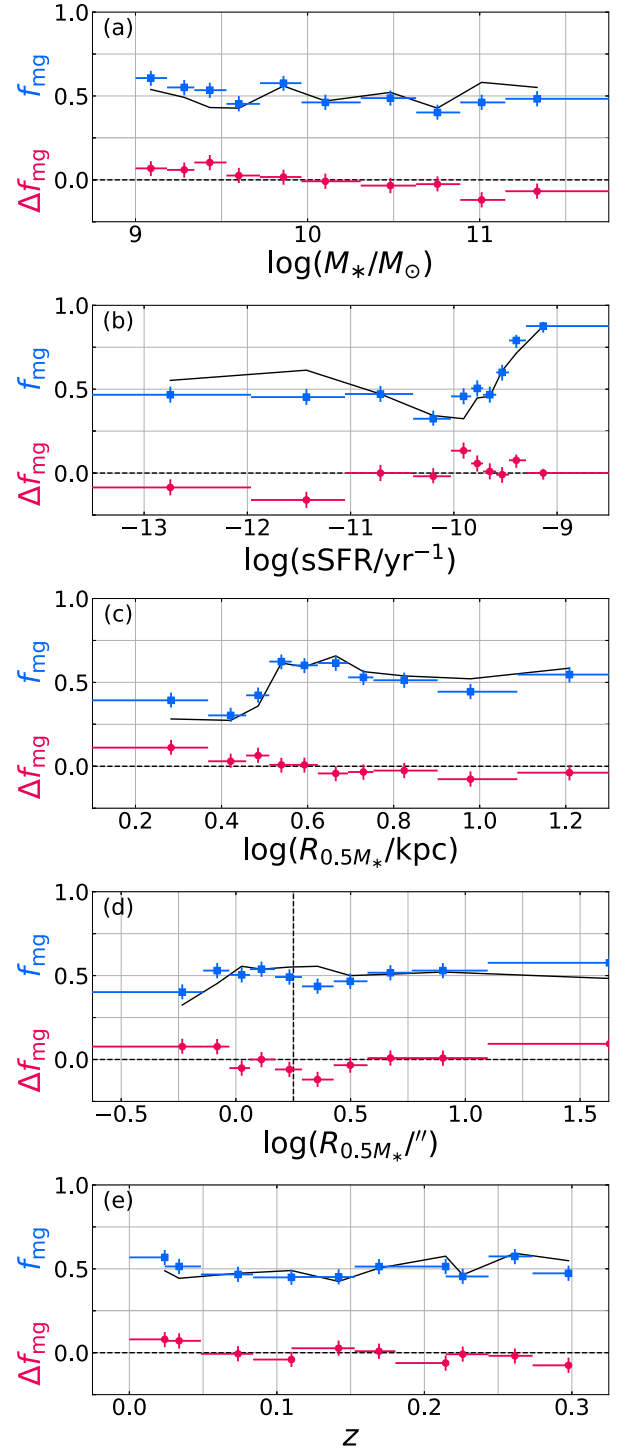 (a)
1.0
0.5
0.0
f_mg
Δf_mg
9 10 11
log(M_*/M_⊙)
(b)
1.0
0.5
0.0
f_mg
Δf_mg
−13 −12 −11 −10 −9
log(sSFR/yr⁻¹)
(c)
1.0
0.5
0.0
f_mg
Δf_mg
0.2 0.4 0.6 0.8 1.0 1.2
log(R_{0.5M_*}/kpc)
(d)
1.0
0.5
0.0
f_mg
Δf_mg
−0.5 0.0 0.5 1.0 1.5
log(R_{0.5M_*}/′′)
(e)
1.0
0.5
0.0
f_mg
Δf_mg
0.0 0.1 0.2 0.3
z